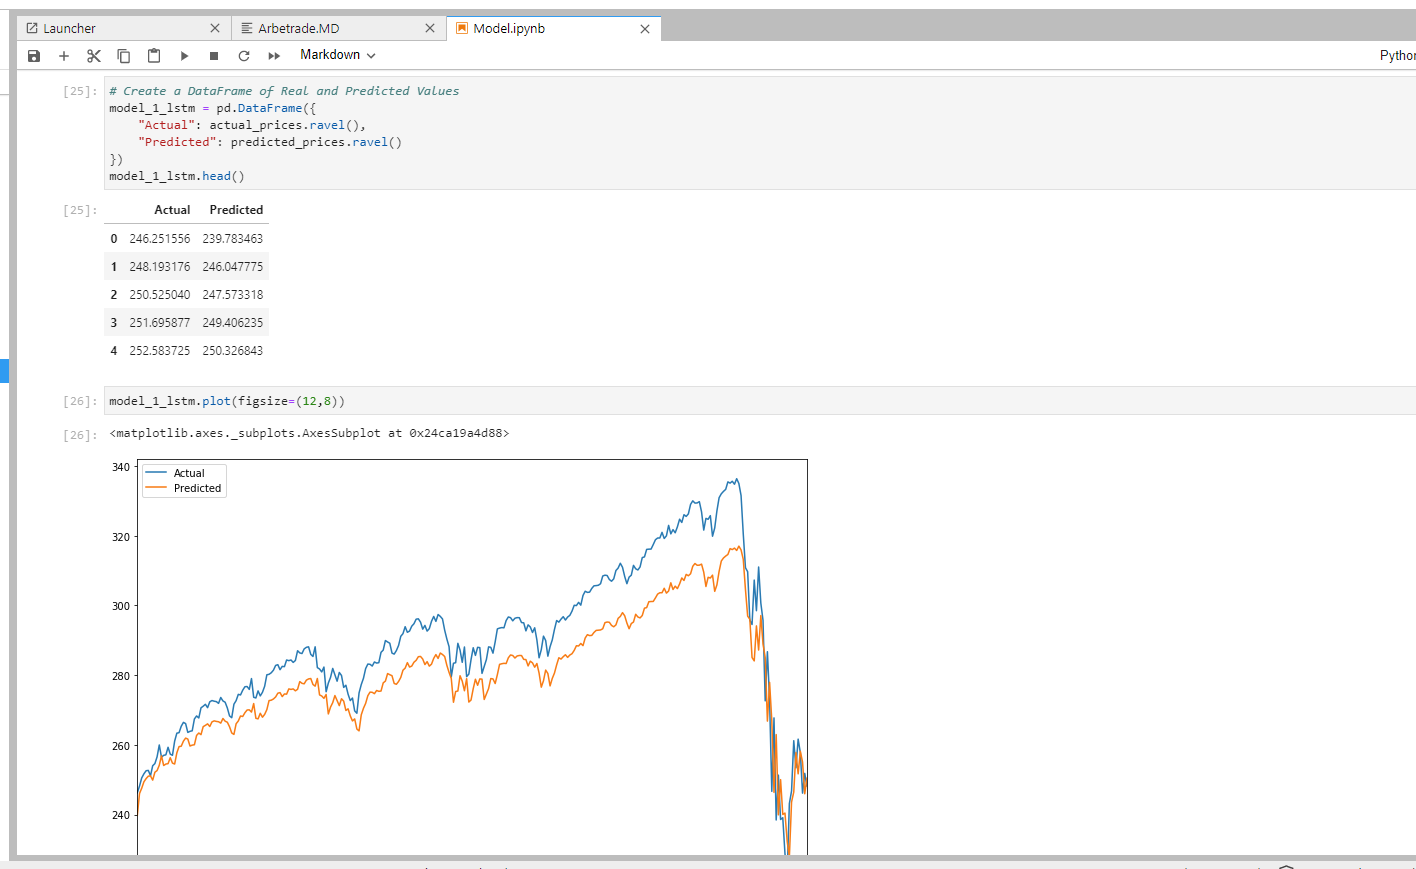 Launcher
Arbetrade.MD
Model.ipynb
Markdown
Python
[25]:
# Create a DataFrame of Real and Predicted Values
model_1_lstm = pd.DataFrame({
    "Actual": actual_prices.ravel(),
    "Predicted": predicted_prices.ravel()
})
model_1_lstm.head()
[25]:
Actual Predicted
0 246.251556 239.783463
1 248.193176 246.047775
2 250.525040 247.573318
3 251.695877 249.406235
4 252.583725 250.326843
[26]:
model_1_lstm.plot(figsize=(12,8))
[26]:
<matplotlib.axes._subplots.AxesSubplot at 0x24ca19a4d88>
340
Actual
Predicted
320
300
280
260
240